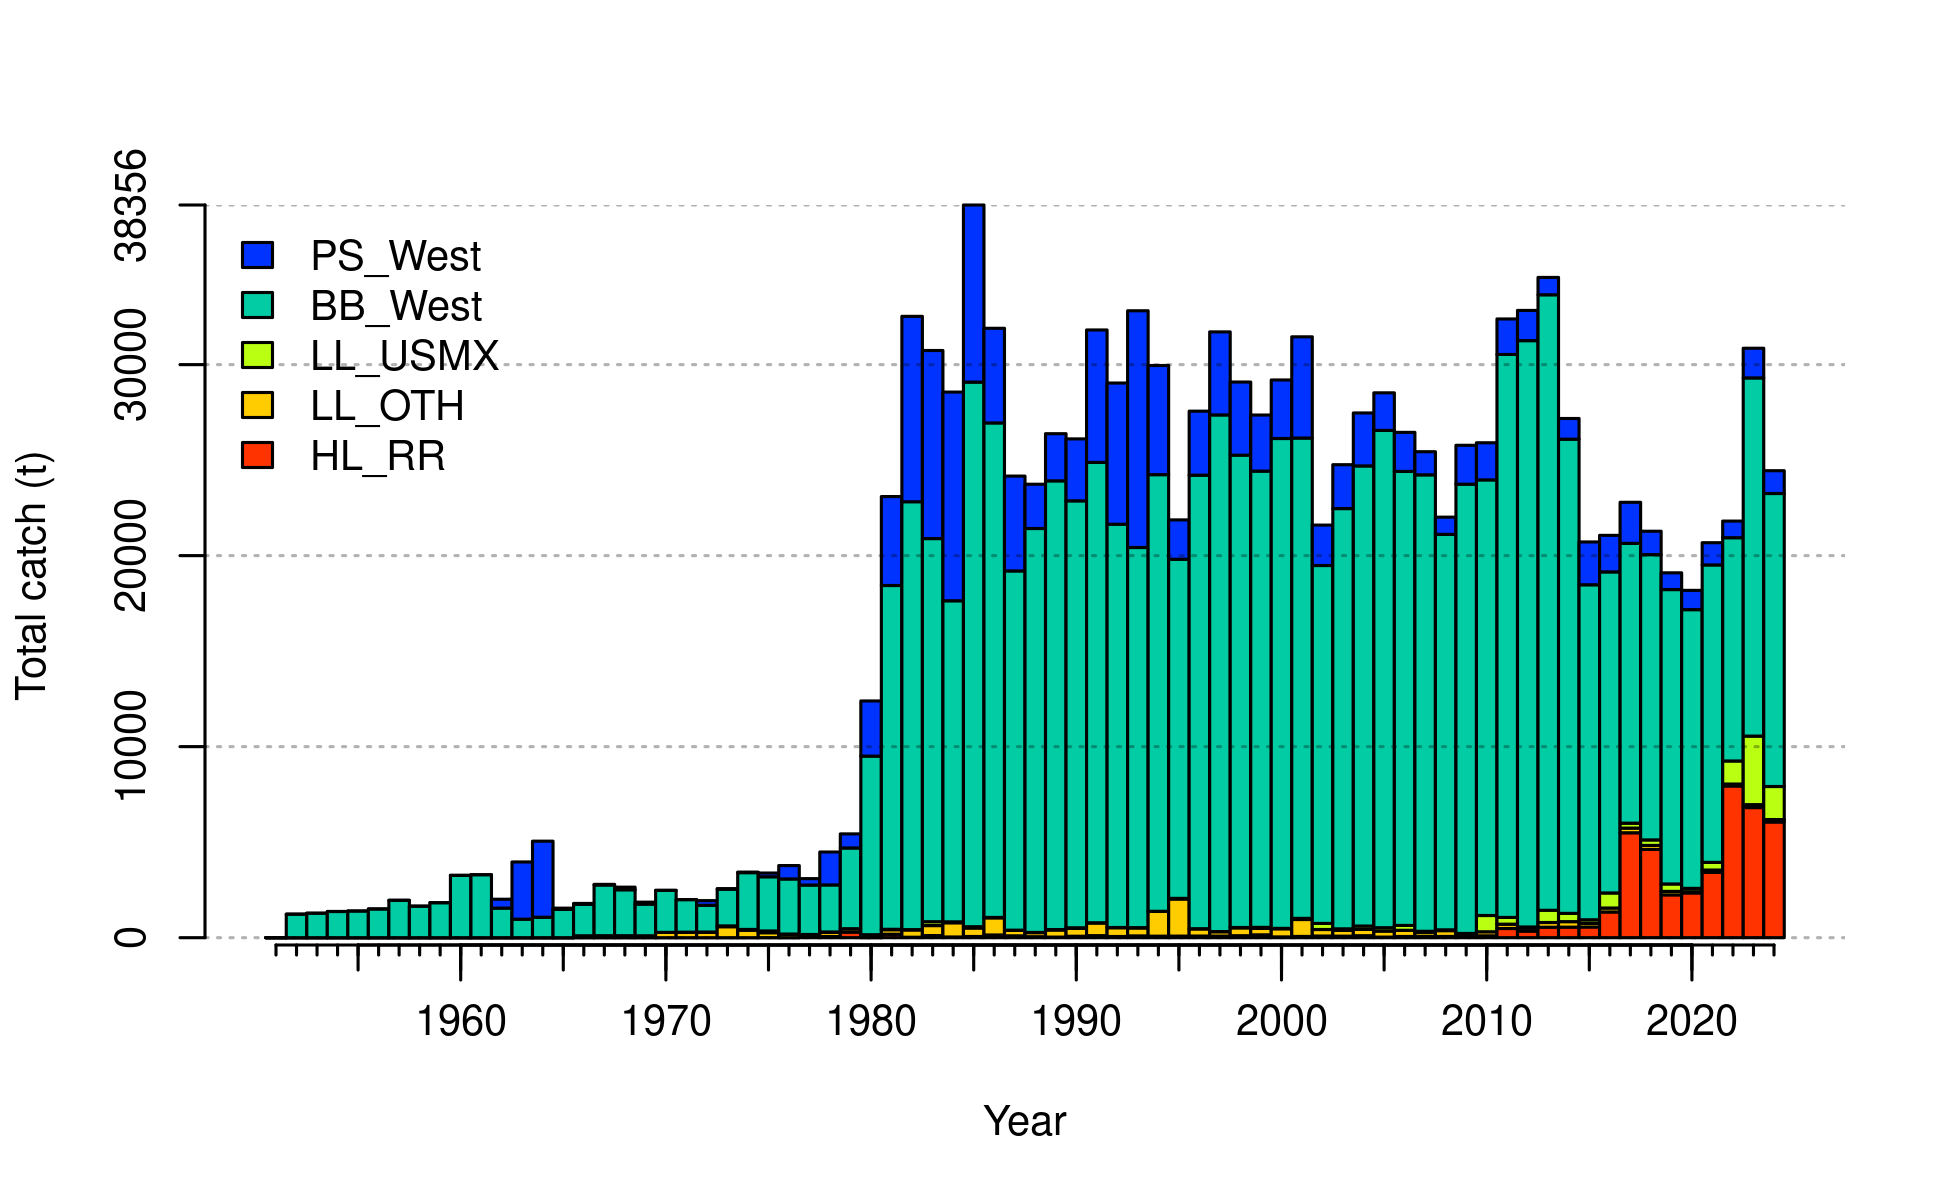 38356
30000
20000
10000
0
Total catch (t)
PS_West
BB_West
LL_USMX
LL_OTH
HL_RR
1960 1970 1980 1990 2000 2010 2020
Year